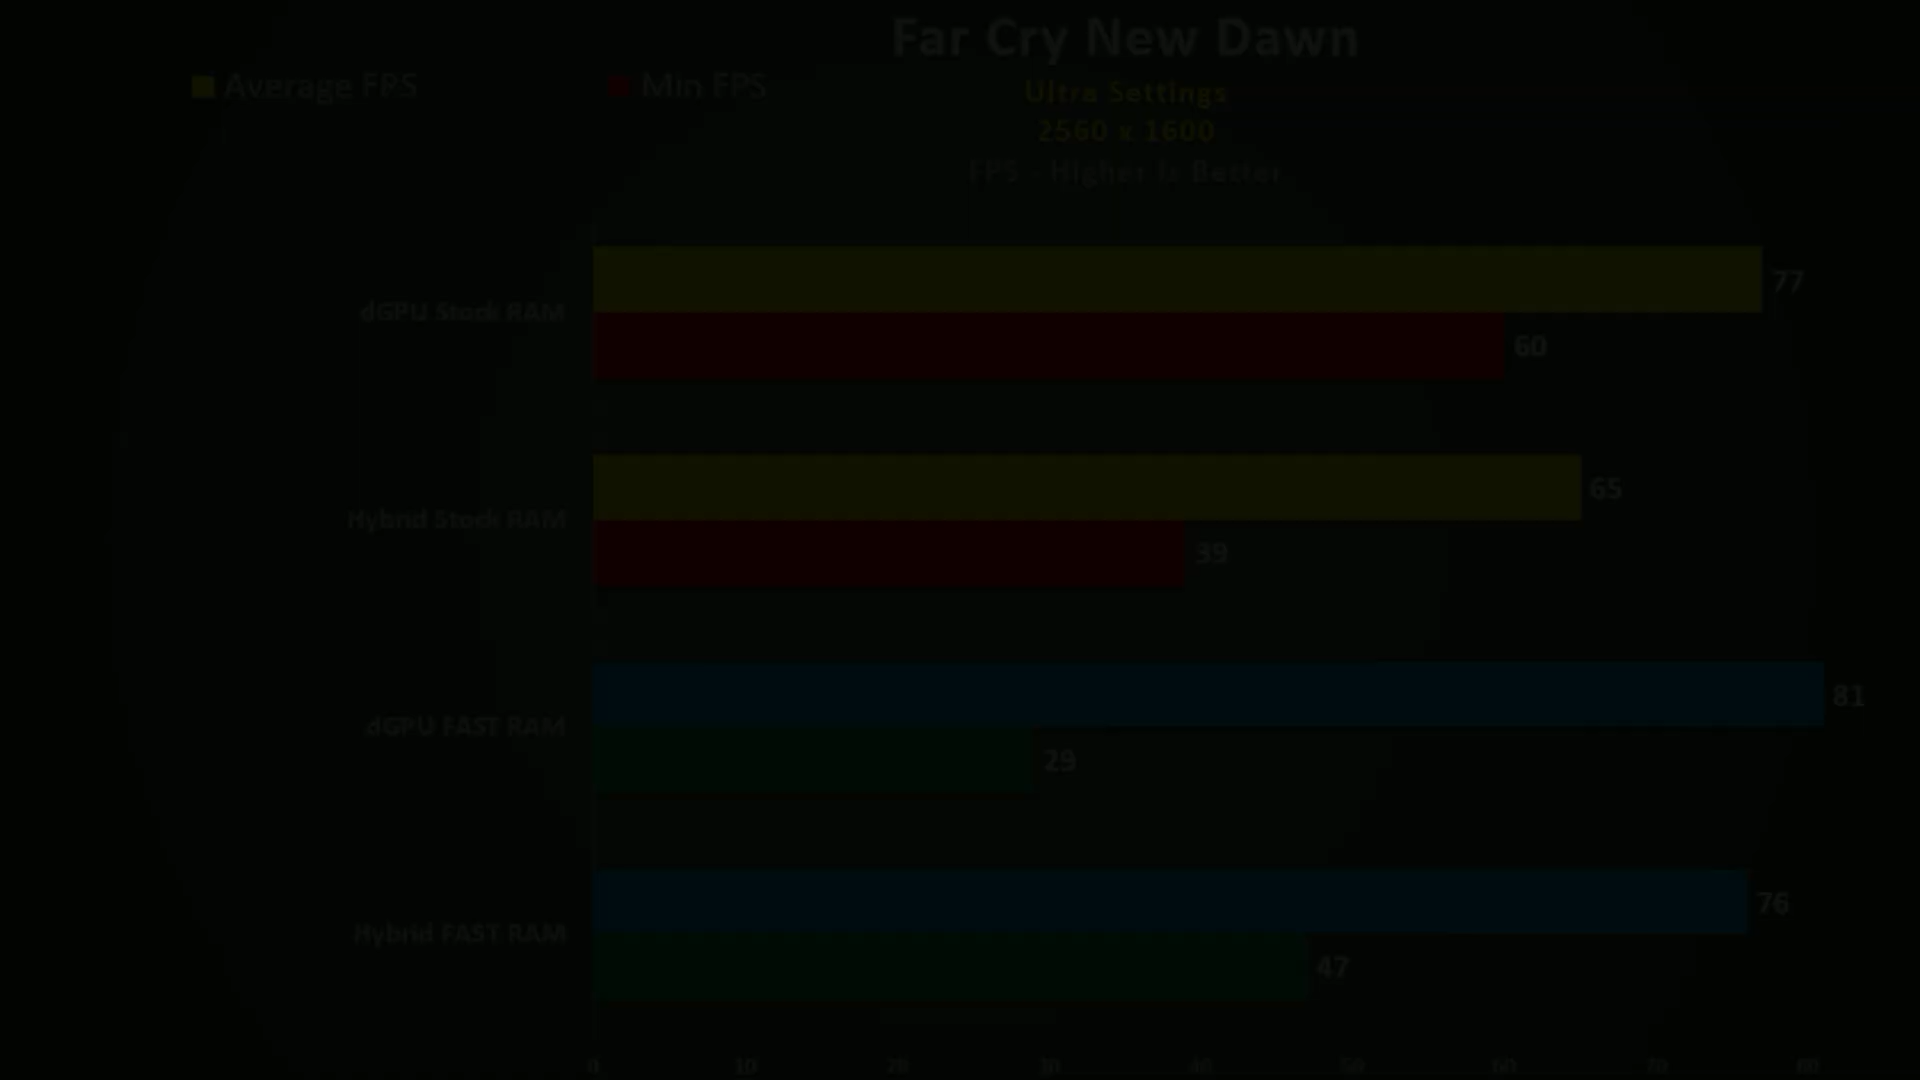 Far Cry New Dawn
Average FPS
Min FPS
Ultra Settings
2560 x 1600
FPS - Higher Is Better
77
dGPU Stock RAM
60
65
Hybrid Stock RAM
39
81
dGPU FAST RAM
29
76
Hybrid FAST RAM
47
0 10 20 30 40 50 60 70 80